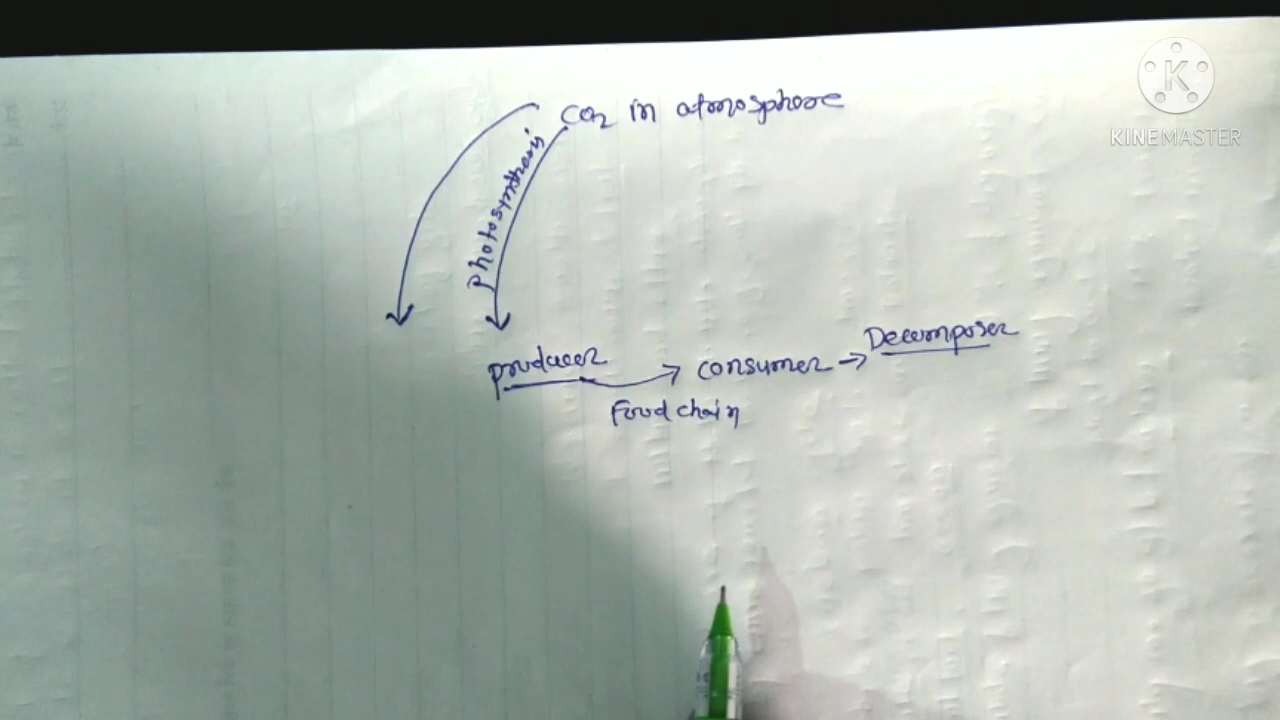 CO2 in atmosphere
Photosynthesis
producer → consumer → Decomposer
Food chain
K
KINEMASTER